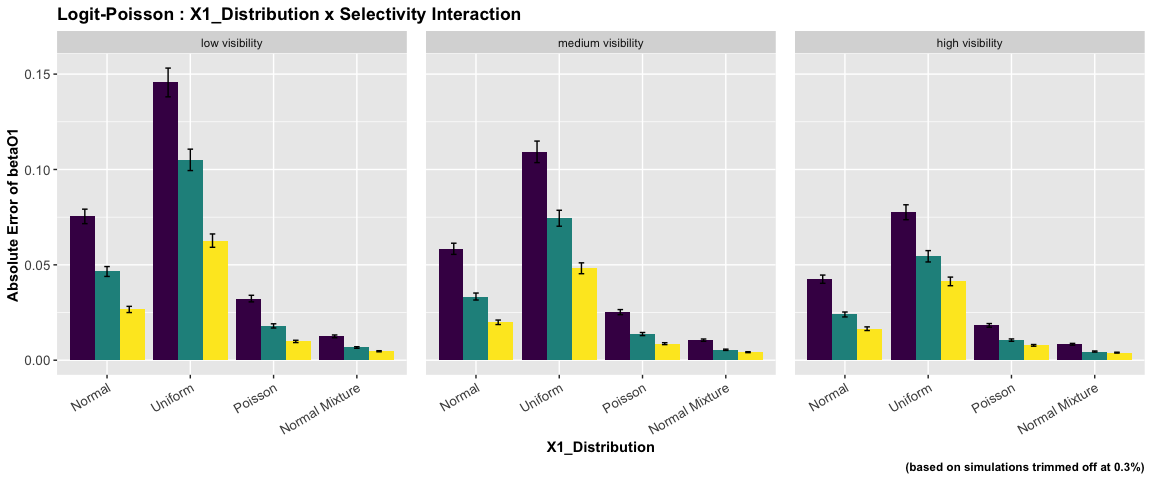 Logit-Poisson : X1_Distribution x Selectivity Interaction
low visibility
medium visibility
high visibility
Absolute Error of betaO1
0.15
0.10
0.05
0.00
Normal
Uniform
Poisson
Normal Mixture
Normal
Uniform
Poisson
Normal Mixture
Normal
Uniform
Poisson
Normal Mixture
X1_Distribution
(based on simulations trimmed off at 0.3%)